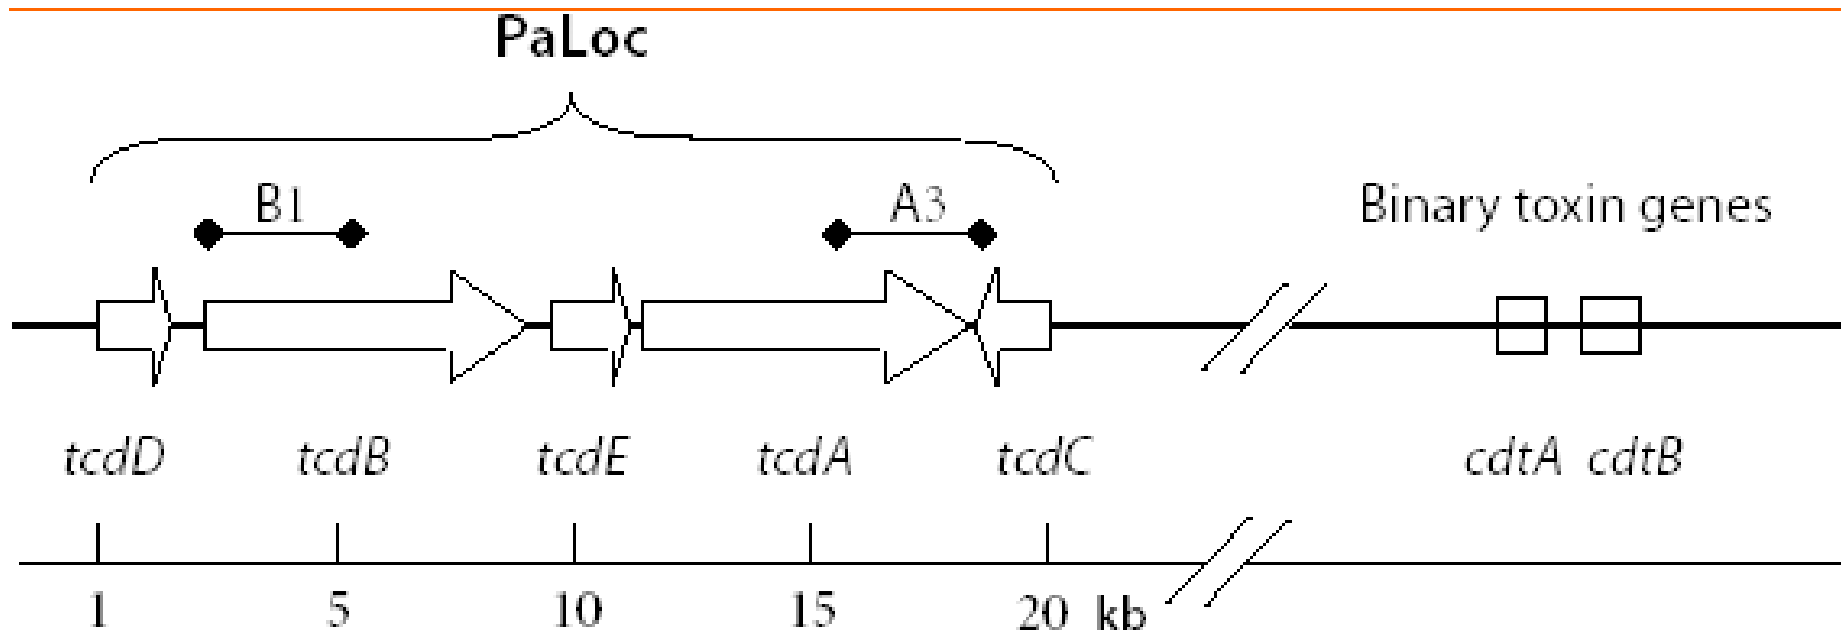 PaLoc
B1 A3 Binary toxin genes
tcdD tcdB tcdE tcdA tcdC cdtA cdtB
1 5 10 15 20 kb